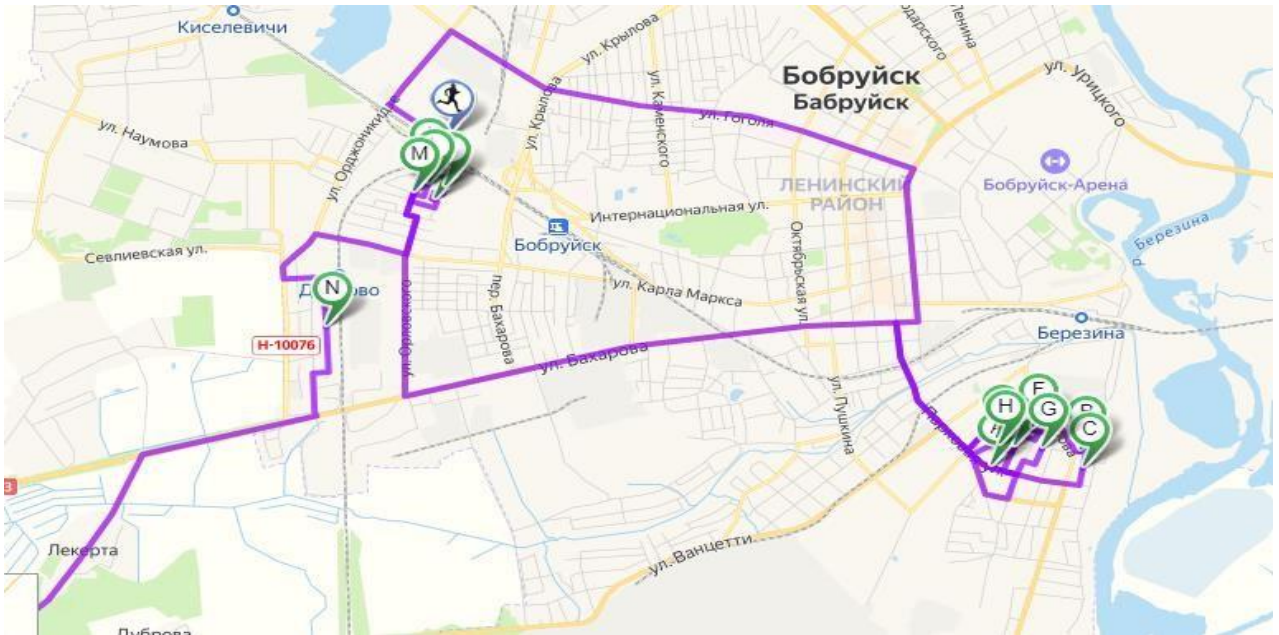 Киселевичи
ул. Крылова
Ленина
Бобруйск
Бабруйск
ул. Урицкого
ул. Гоголя
ул. Каменского
ул. Крылова
ул. Наумова
ул. Орджоникидзе
M
ЛЕНИНСКИЙ
РАЙОН
Бобруйск-Арена
Интернациональная ул.
р Березина
Севлиевская ул.
Бобруйск
Октябрьская ул.
N
ул. Карла Маркса
пер. Бахарова
Березина
Н-10076
ул. Бахарова
ул. Пушкина
H
G
C
ул. Ванцетти
Лекерта